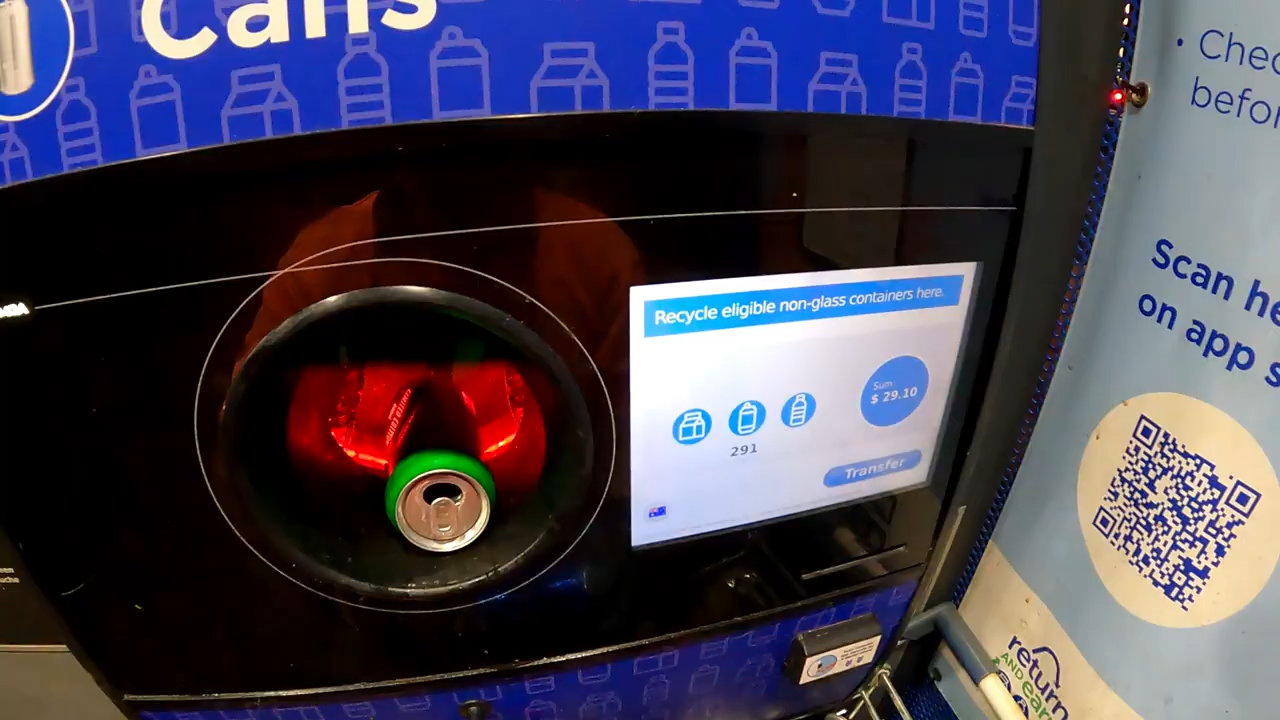 Cans
• Chec
befor
Recycle eligible non-glass containers here.
Sum
$ 29.10
291
Transfer
Scan he
on app s
return
AND earn